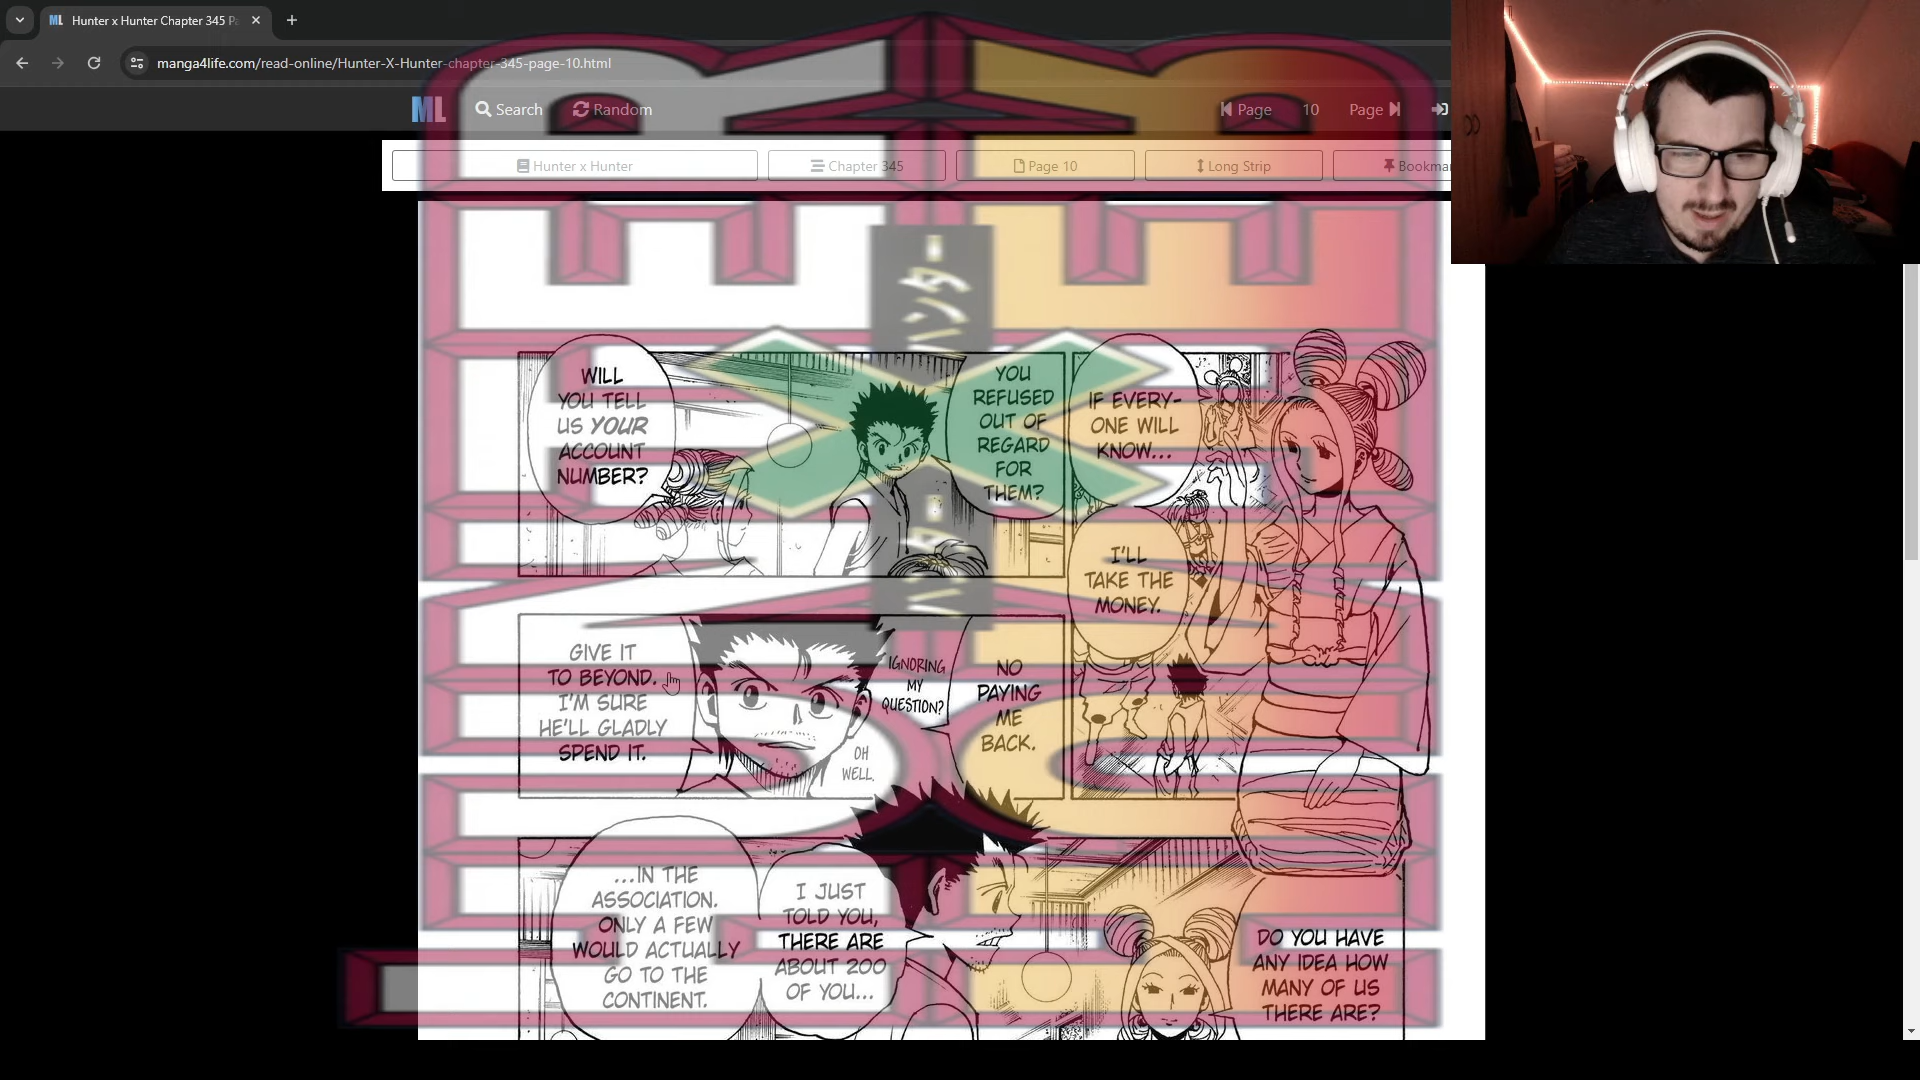 Hunter x Hunter Chapter 345 Pa
manga4life.com/read-online/Hunter-X-Hunter-chapter-345-page-10.html
ML
Search
Random
Page
10
Page
Hunter x Hunter
Chapter 345
Page 10
Long Strip
Bookma
IF EVERY-
ONE WILL
KNOW...
I'LL
TAKE THE
MONEY.
YOU
REFUSED
OUT OF
REGARD
FOR
THEM?
WILL
YOU TELL
US YOUR
ACCOUNT
NUMBER?
NO
PAYING
ME
BACK.
IGNORING
MY
QUESTION?
OH
WELL.
GIVE IT
TO BEYOND.
I'M SURE
HE'LL GLADLY
SPEND IT.
DO YOU HAVE
ANY IDEA HOW
MANY OF US
THERE ARE?
I JUST
TOLD YOU,
THERE ARE
ABOUT 200
OF YOU...
...IN THE
ASSOCIATION.
ONLY A FEW
WOULD ACTUALLY
GO TO THE
CONTINENT.